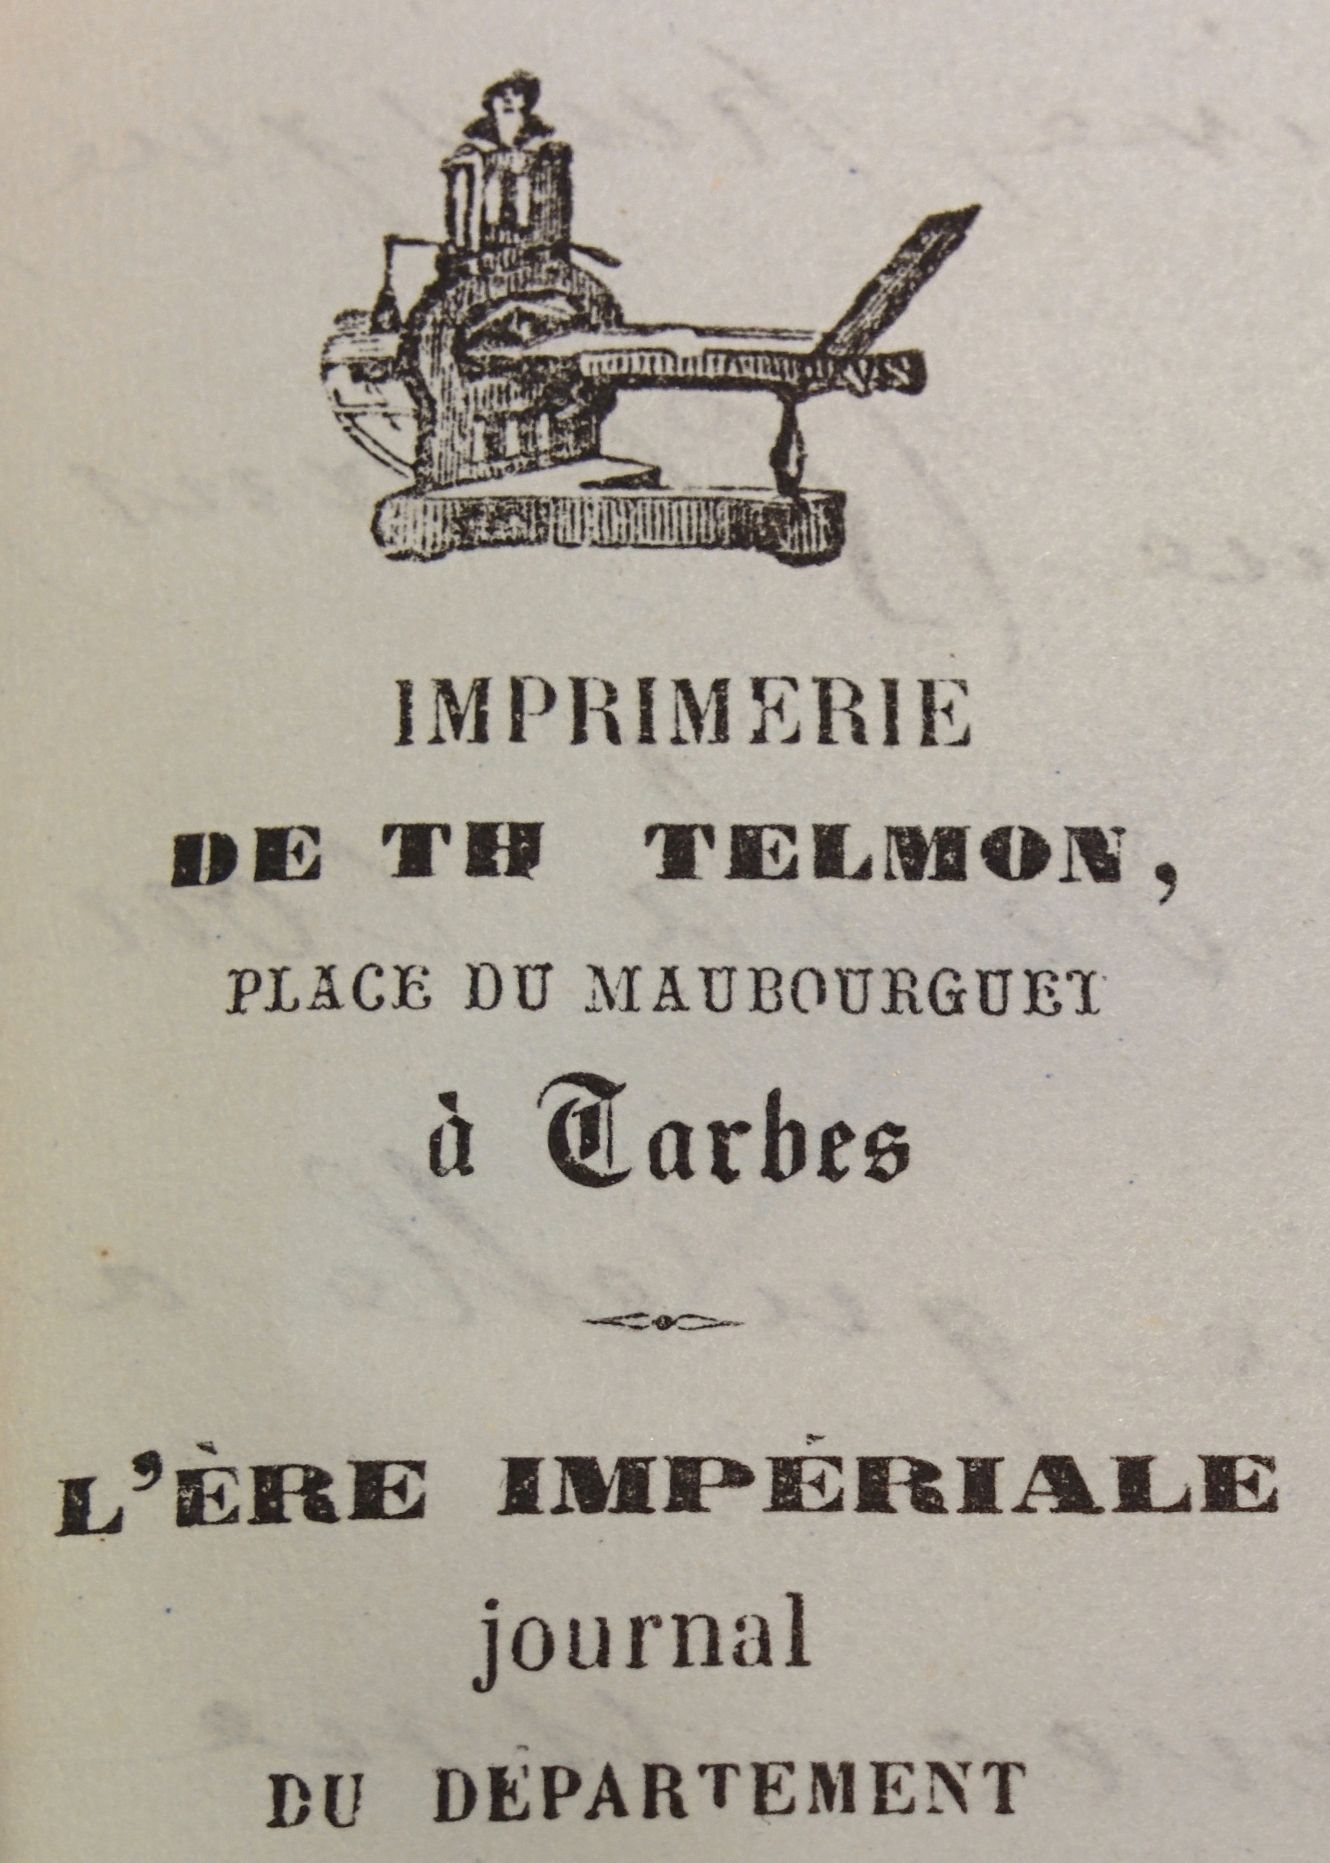 IMPRIMERIE
DE TH TELMON,
PLACE DU MAUBOURGUET
à Tarbes
L'ÈRE IMPÉRIALE
journal
DU DÉPARTEMENT